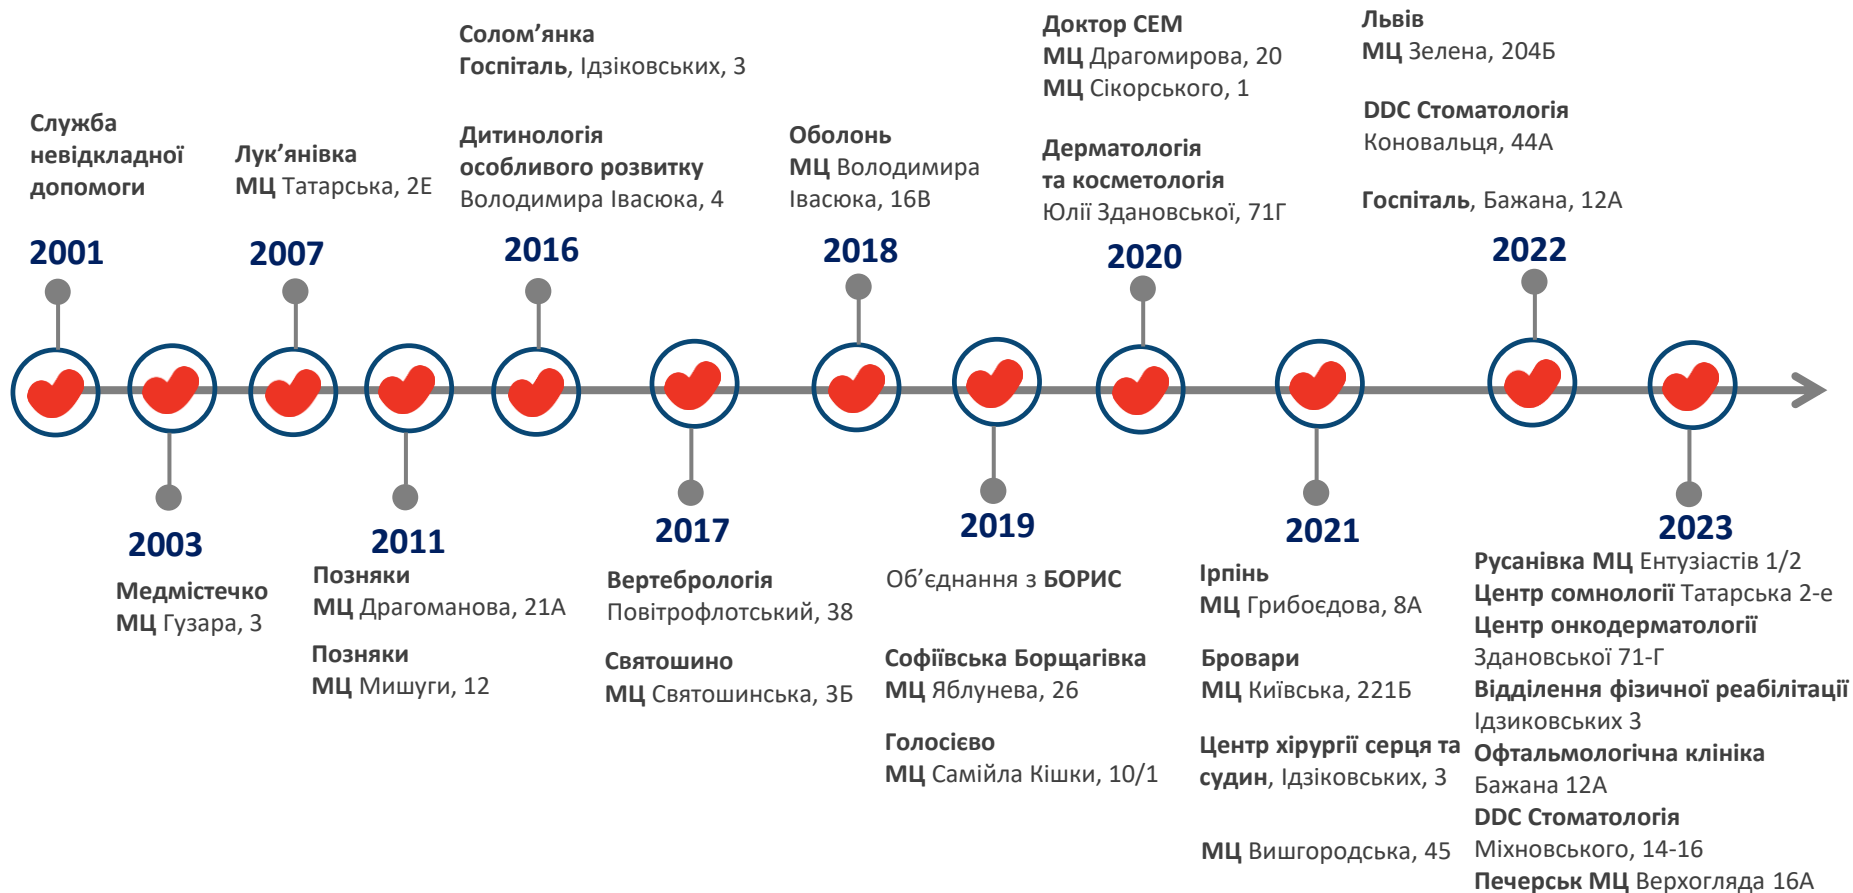 Служба
невідкладної
допомоги
2001
Лук’янівка
МЦ Татарська, 2Е
2007
Солом’янка
Госпіталь, Ідзіковських, 3
Дитинологія
особливого розвитку
Володимира Івасюка, 4
2016
Оболонь
МЦ Володимира
Івасюка, 16В
2018
Доктор СЕМ
МЦ Драгомирова, 20
МЦ Сікорського, 1
Дерматологія
та косметологія
Юлії Здановської, 71Г
2020
Львів
МЦ Зелена, 204Б
DDC Стоматологія
Коновальця, 44А
Госпіталь, Бажана, 12А
2022
2003
Медмістечко
МЦ Гузара, 3
2011
Позняки
МЦ Драгоманова, 21А
Позняки
МЦ Мишуги, 12
2017
Вертебрологія
Повітрофлотський, 38
Святошино
МЦ Святошинська, 3Б
2019
Об’єднання з БОРИС
Софіївська Борщагівка
МЦ Яблунева, 26
Голосієво
МЦ Самійла Кішки, 10/1
2021
Ірпінь
МЦ Грибоєдова, 8А
Бровари
МЦ Київська, 221Б
Центр хірургії серця та
судин, Ідзіковських, 3
МЦ Вишгородська, 45
2023
Русанівка МЦ Ентузіастів 1/2
Центр сомнології Татарська 2-е
Центр онкодерматології
Здановської 71-Г
Відділення фізичної реабілітації
Ідзиковських 3
Офтальмологічна клініка
Бажана 12А
DDC Стоматологія
Міхновського, 14-16
Печерськ МЦ Верхогляда 16А